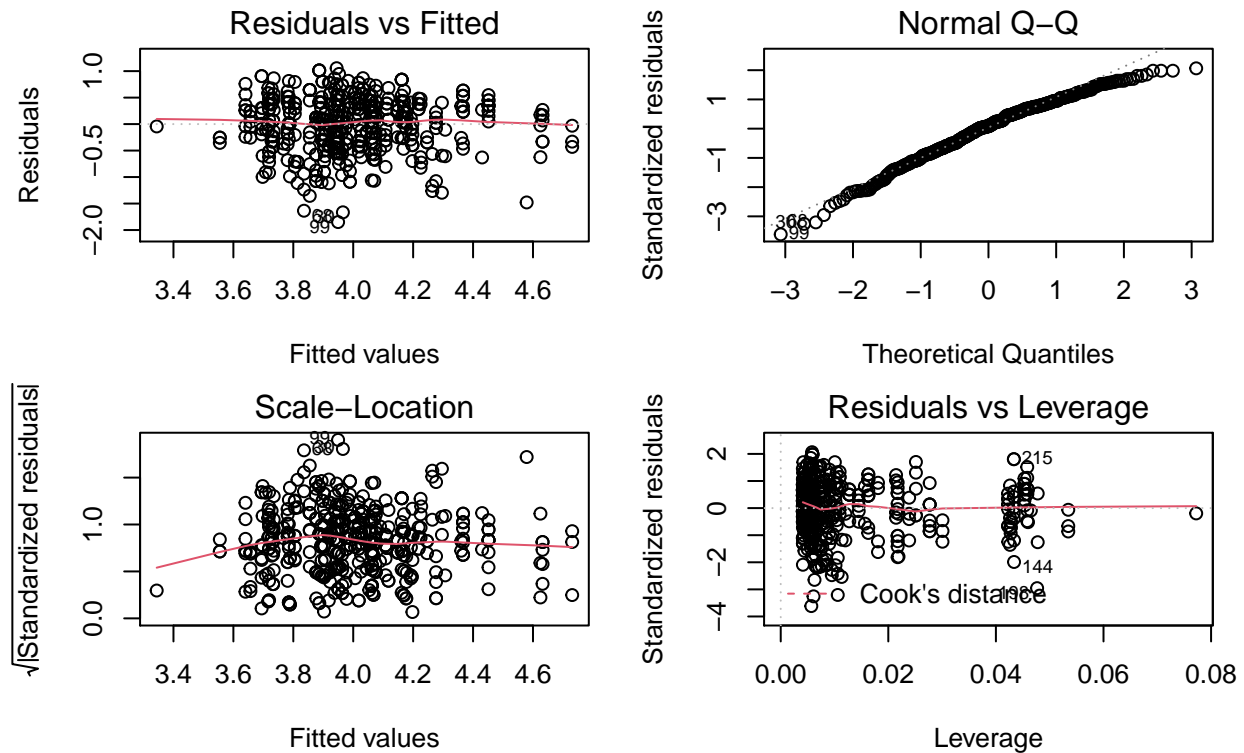 Residuals vs Fitted
Residuals
1.0
−0.5
−2.0
99
3.4 3.6 3.8 4.0 4.2 4.4 4.6
Fitted values
Normal Q−Q
Standardized residuals
1
−1
−3
99
−3 −2 −1 0 1 2 3
Theoretical Quantiles
Scale−Location
√|Standardized residuals|
1.0
0.0
99
3.4 3.6 3.8 4.0 4.2 4.4 4.6
Fitted values
Residuals vs Leverage
Standardized residuals
2
0
−2
−4
215
144
Cook's distance
0.00 0.02 0.04 0.06 0.08
Leverage